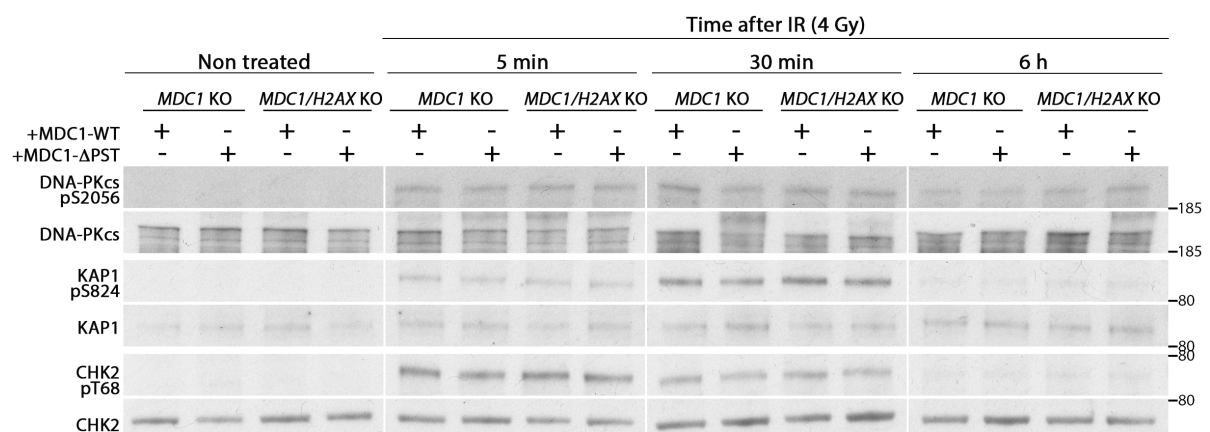 Time after IR (4 Gy)
Non treated 5 min 30 min 6 h
MDC1 KO MDC1/H2AX KO MDC1 KO MDC1/H2AX KO MDC1 KO MDC1/H2AX KO MDC1 KO MDC1/H2AX KO
+MDC1-WT + - + - + - + - + - + - + - + -
+MDC1-ΔPST - + - + - + - + - + - + - + - +
DNA-PKcs
pS2056
-185
DNA-PKcs
-185
KAP1
pS824
-80
KAP1
-80
-80
CHK2
pT68
-80
CHK2